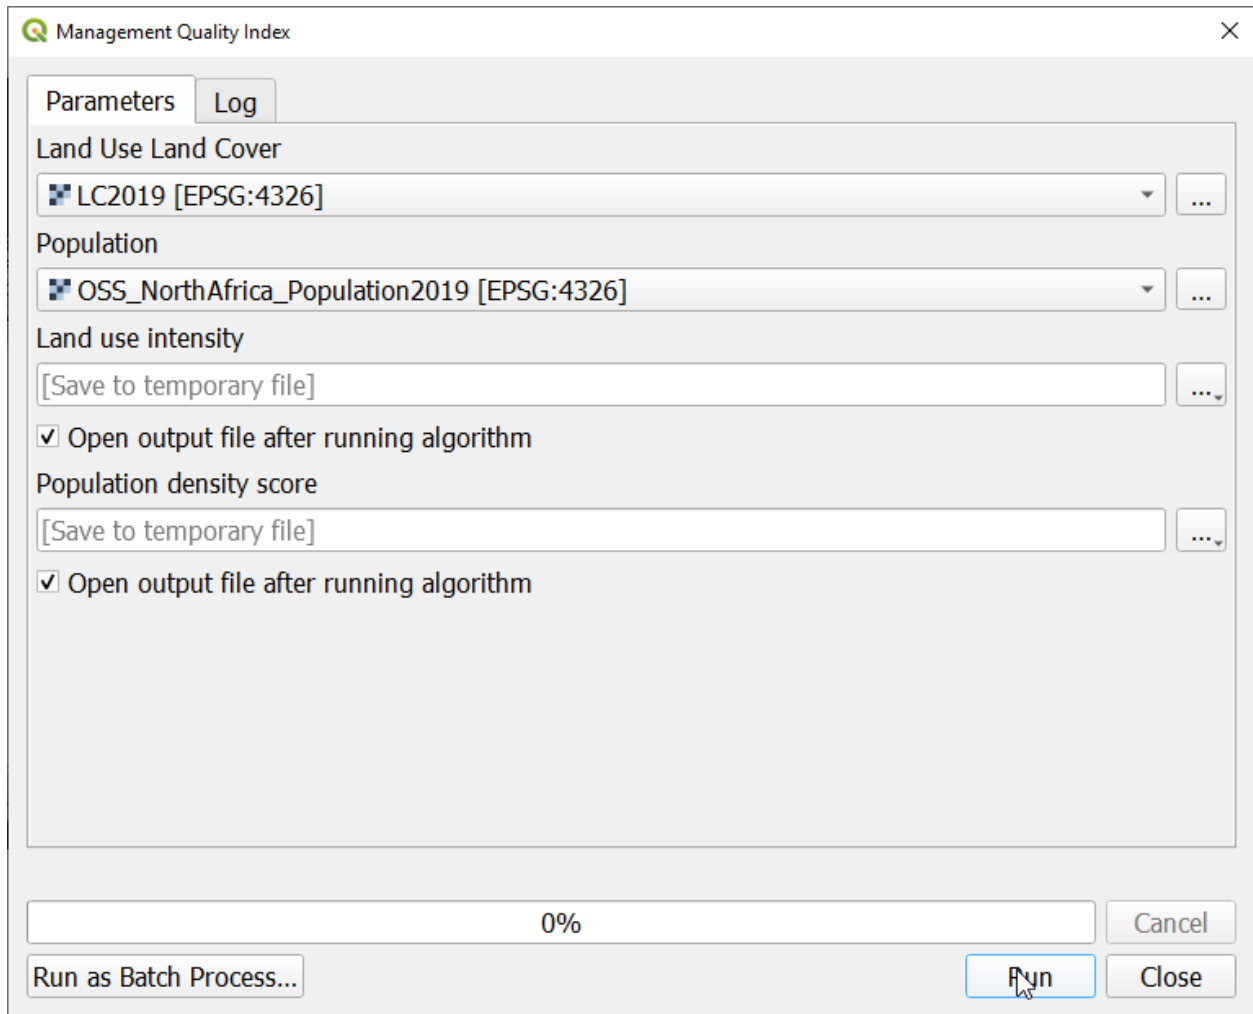 Management Quality Index
Parameters
Log
Land Use Land Cover
LC2019 [EPSG:4326]
...
Population
OSS_NorthAfrica_Population2019 [EPSG:4326]
...
Land use intensity
[Save to temporary file]
...
Open output file after running algorithm
Population density score
[Save to temporary file]
...
Open output file after running algorithm
0%
Cancel
Run as Batch Process...
Run
Close